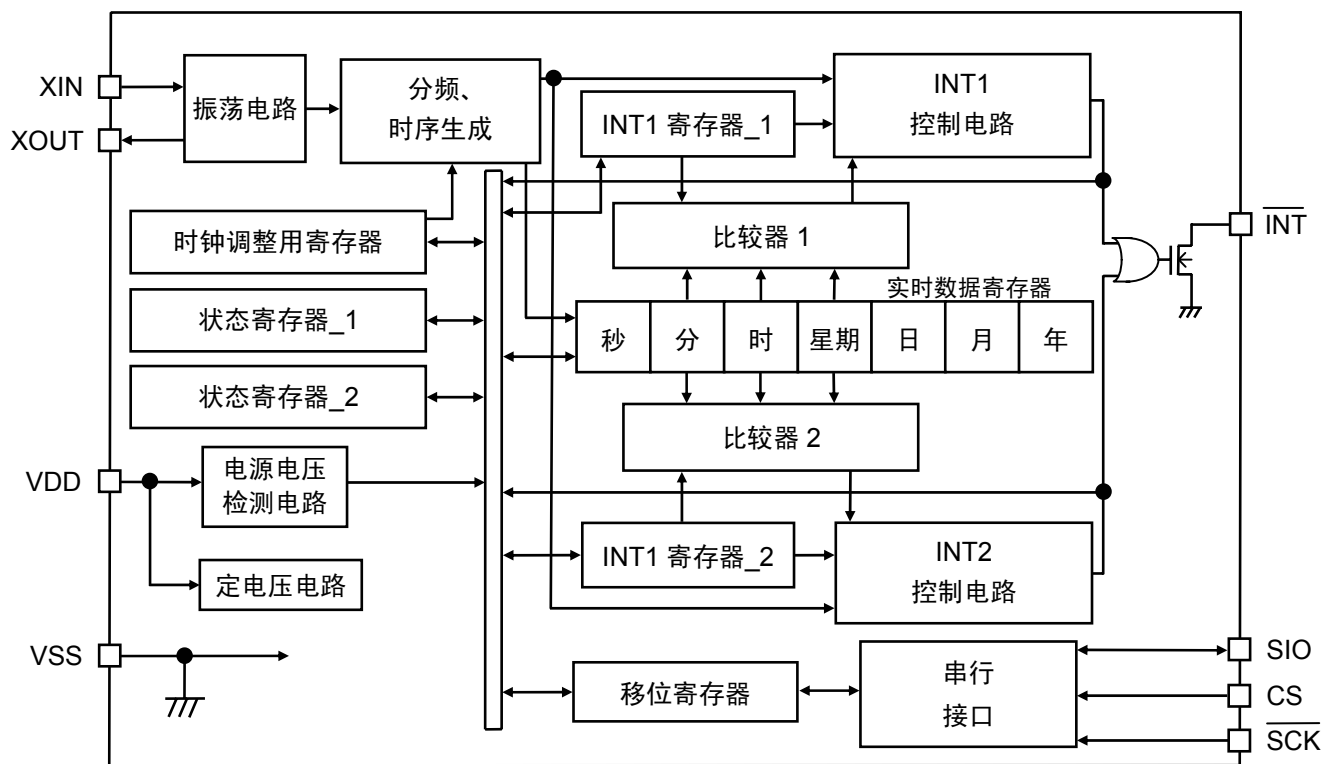 XIN
XOUT
振荡电路
分频、
时序生成
INT1 寄存器_1
INT1
控制电路
时钟调整用寄存器
比较器 1
INT
状态寄存器_1
实时数据寄存器
秒 分 时 星期 日 月 年
状态寄存器_2
比较器 2
VDD
电源电压
检测电路
INT1 寄存器_2
INT2
控制电路
定电压电路
VSS
移位寄存器
串行
接口
SIO
CS
SCK